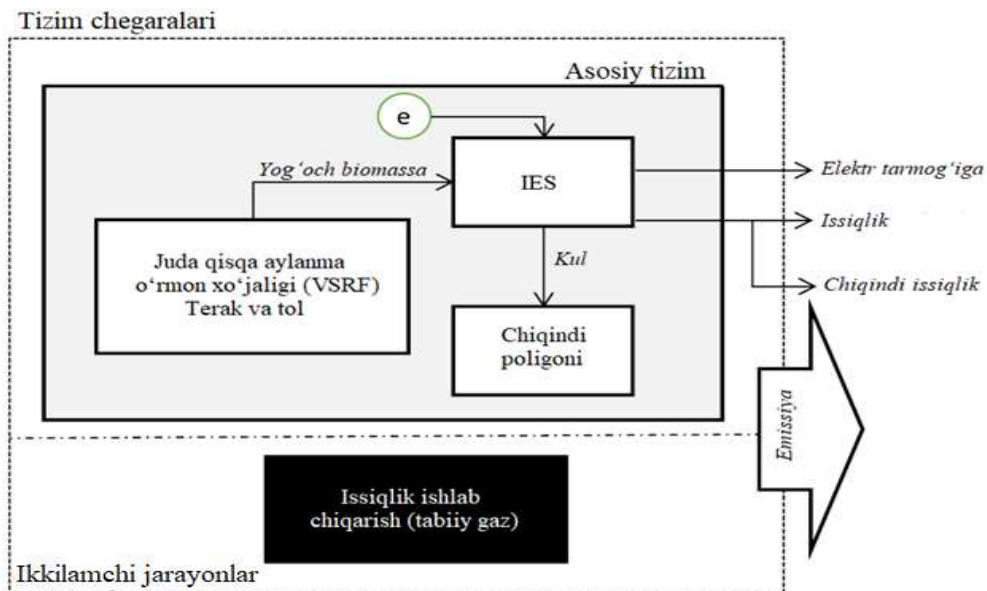 Tizim chegaralari
Asosiy tizim
e
Yog‘och biomassa
IES
Elektr tarmog‘iga
Issiqlik
Juda qisqa aylanma
o‘rmon xo‘jaligi (VSRF)
Terak va tol
Kul
Chiqindi issiqlik
Chiqindi
poligoni
Emissiya
Issiqlik ishlab
chiqarish (tabiiy gaz)
Ikkilamchi jarayonlar